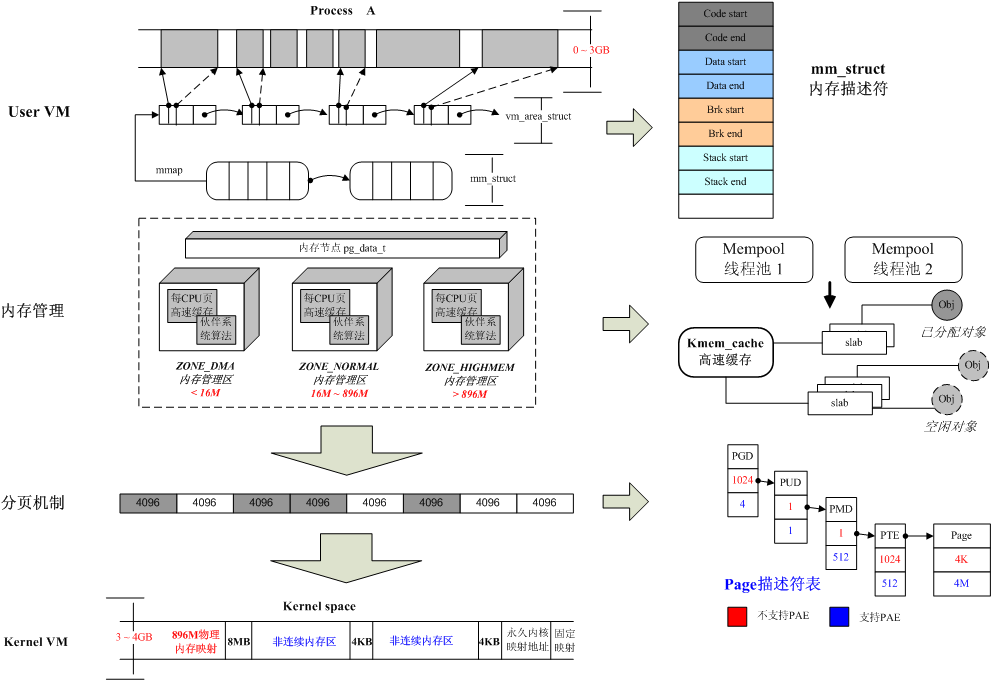 Process A
0~3GB
User VM
vm_area_struct
mmap
mm_struct
Code start
Code end
Data start
Data end
Brk start
Brk end
Stack start
Stack end
mm_struct
内存描述符
内存管理
内存节点 pg_data_t
每CPU页
高速缓存
伙伴系
统算法
每CPU页
高速缓存
伙伴系
统算法
每CPU页
高速缓存
伙伴系
统算法
ZONE_DMA
内存管理区
< 16M
ZONE_NORMAL
内存管理区
16M ~ 896M
ZONE_HIGHMEM
内存管理区
> 896M
Mempool
线程池 1
Mempool
线程池 2
Kmem_cache
高速缓存
slab
Obj
已分配对象
Obj
slab
Obj
空闲对象
分页机制
4096 4096 4096 4096 4096 4096 4096 4096
PGD
1024
4
PUD
1
1
PMD
1
512
PTE
1024
512
Page
4K
4M
Page描述符表
不支持PAE
支持PAE
Kernel space
Kernel VM
3~4GB
896M物理
内存映射
8MB
非连续内存区
4KB
非连续内存区
4KB
永久内核
映射地址
固定
映射